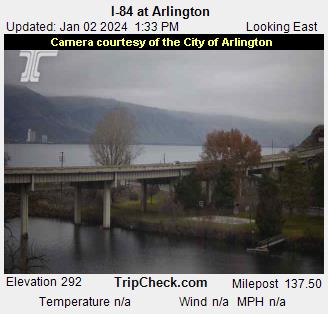 I-84 at Arlington
Updated: Jan 02 2024 1:33 PM Looking East
Camera courtesy of the City of Arlington
Elevation 292 TripCheck.com Milepost 137.50
Temperature n/a Wind n/a MPH n/a